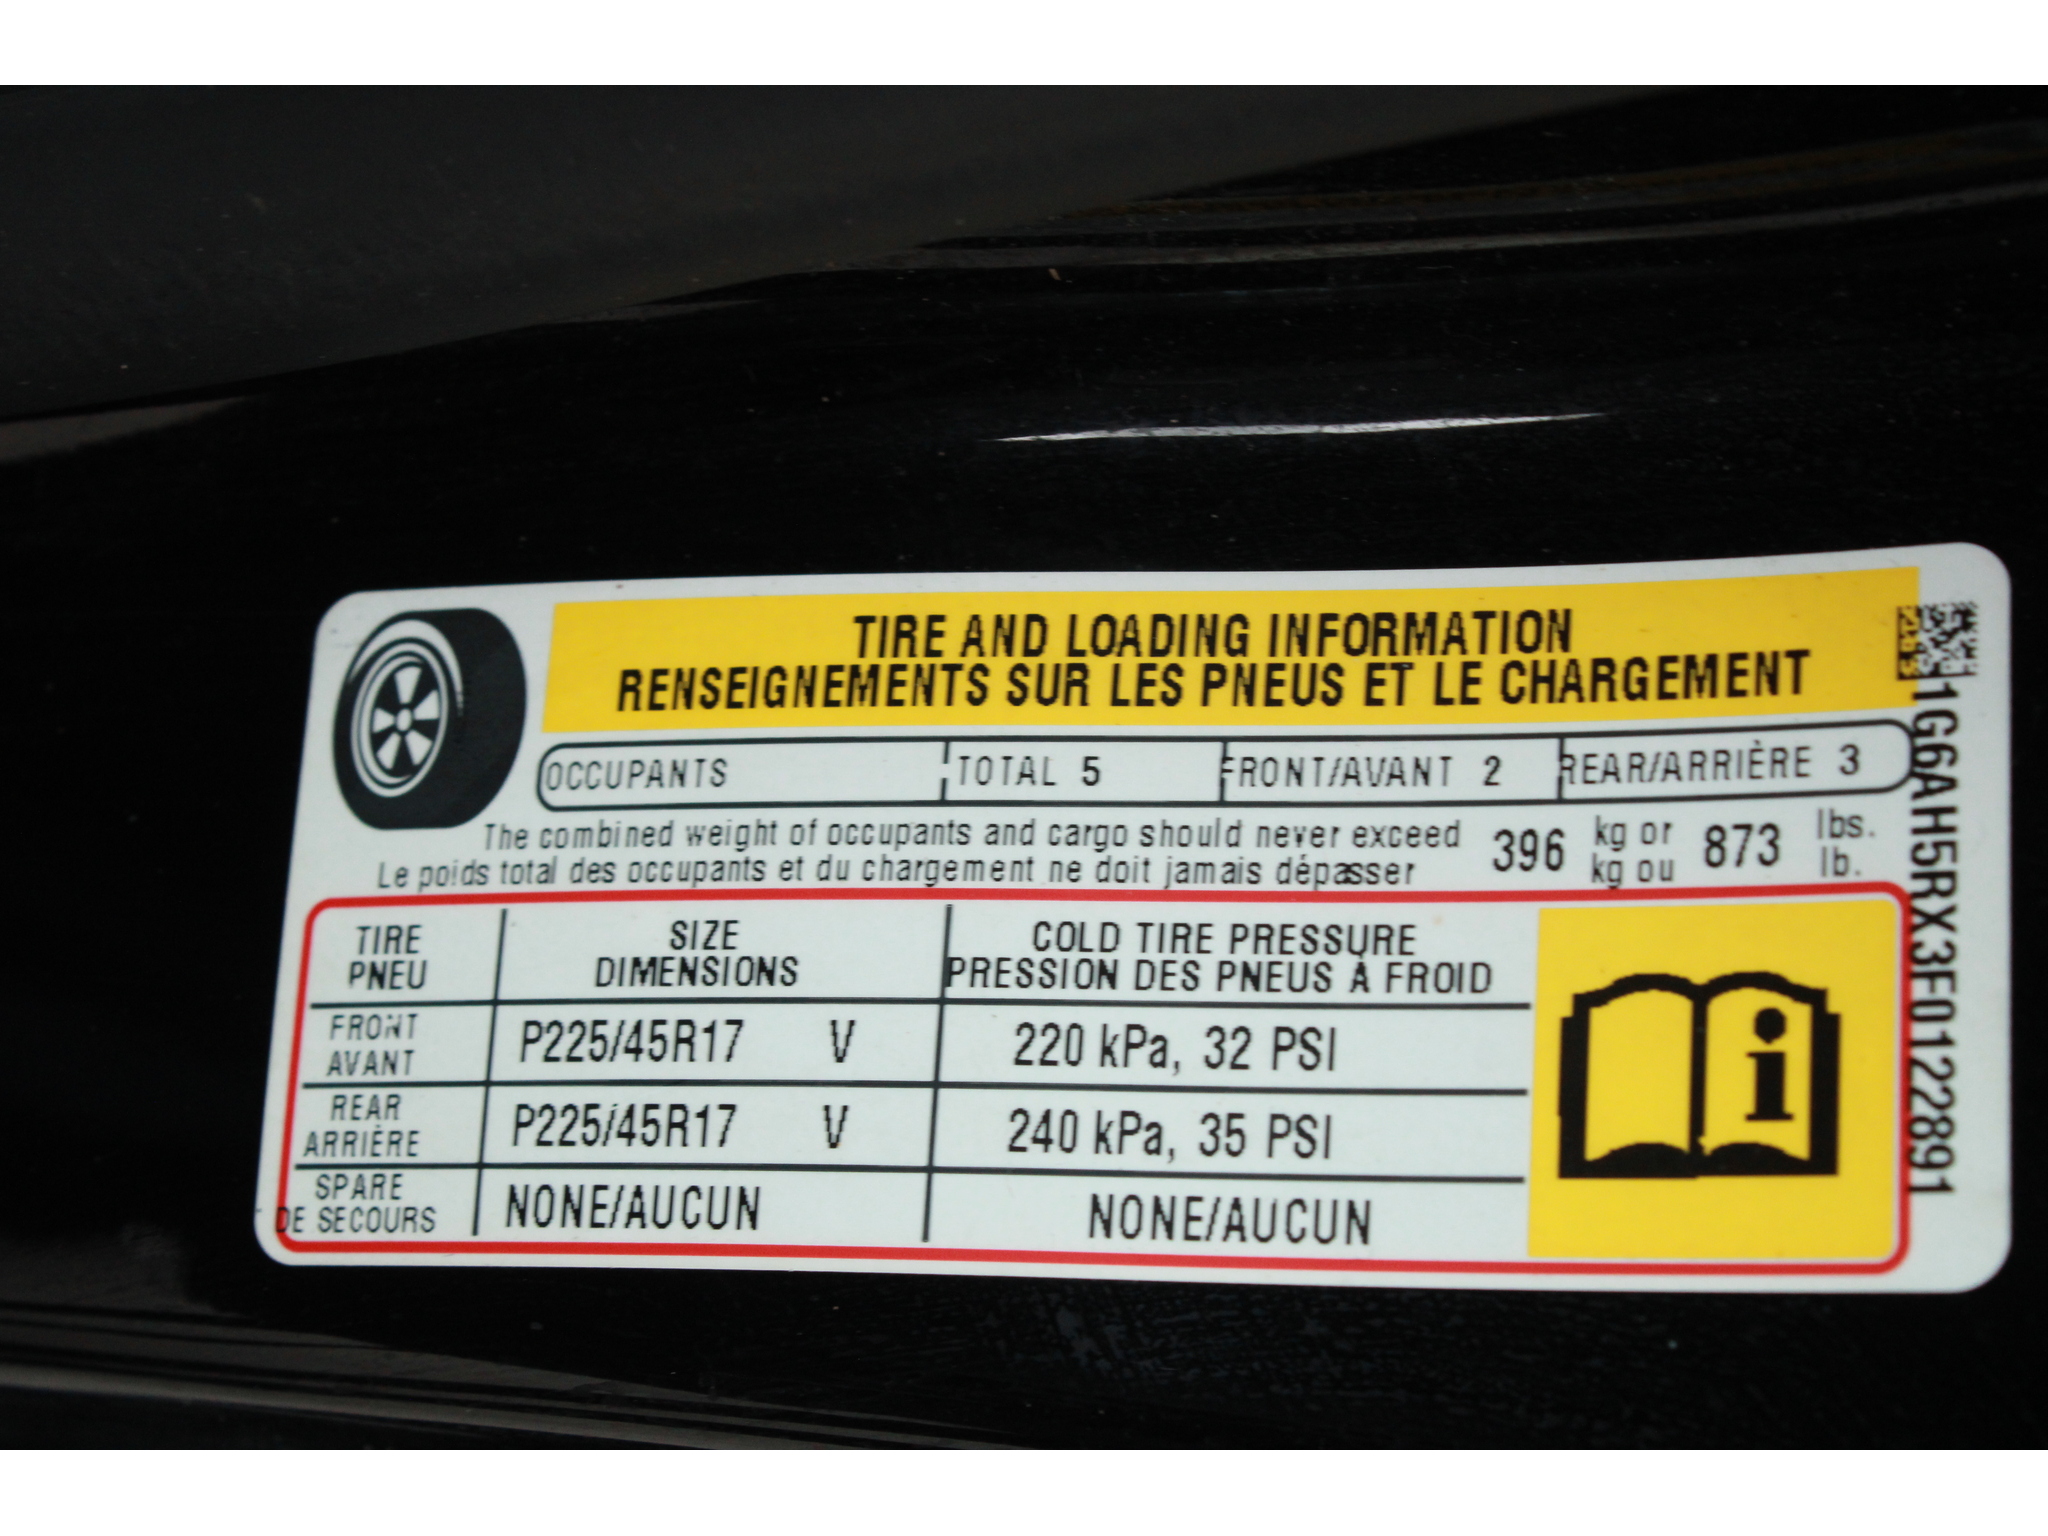 TIRE AND LOADING INFORMATION
RENSEIGNEMENTS SUR LES PNEUS ET LE CHARGEMENT
OCCUPANTS TOTAL 5 FRONT/AVANT 2 REAR/ARRIÈRE 3
The combined weight of occupants and cargo should never exceed 396 kg or 873 lbs.
Le poids total des occupants et du chargement ne doit jamais dépasser kg ou lb.
TIRE SIZE COLD TIRE PRESSURE
PNEU DIMENSIONS PRESSION DES PNEUS À FROID
FRONT
AVANT P225/45R17 V 220 kPa, 32 PSI
REAR
ARRIÈRE P225/45R17 V 240 kPa, 35 PSI
SPARE
DE SECOURS NONE/AUCUN NONE/AUCUN
1G6AH5RX3F0122891